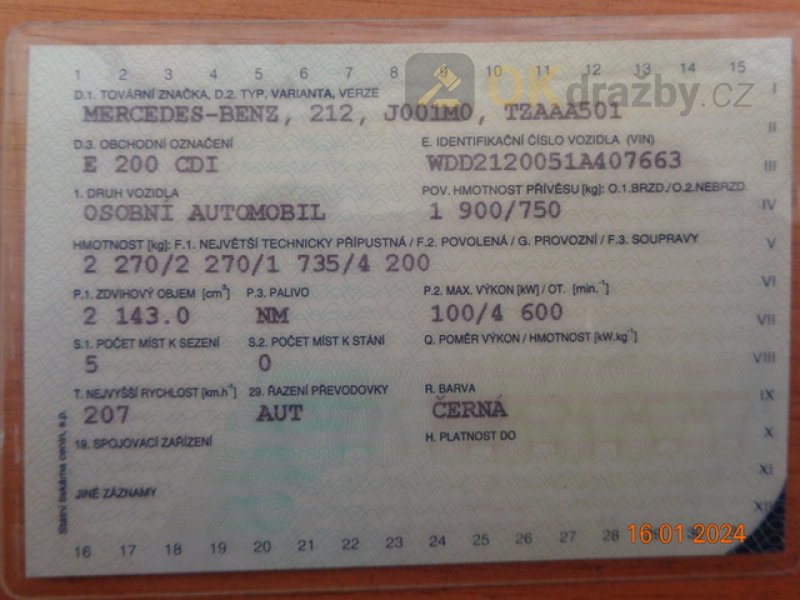 1 2 3 4 5 6 7 8 9 10 11 12 13 14 15
OK drazby.cz
D.1. TOVÁRNÍ ZNAČKA, D.2. TYP, VARIANTA, VERZE
I
MERCEDES-BENZ, 212, J001M0, TZAAA501
II
D.3. OBCHODNÍ OZNAČENÍ E. IDENTIFIKAČNÍ ČÍSLO VOZIDLA (VIN)
E 200 CDI WDD2120051A407663
III
1. DRUH VOZIDLA POV. HMOTNOST PŘÍVĚSU [kg]: O.1.BRZD./O.2.NEBRZD.
OSOBNÍ AUTOMOBIL 1 900/750
IV
HMOTNOST [kg]: F.1. NEJVĚTŠÍ TECHNICKY PŘÍPUSTNÁ / F.2. POVOLENÁ / G. PROVOZNÍ / F.3. SOUPRAVY
V
2 270/2 270/1 735/4 200
VI
P.1. ZDVIHOVÝ OBJEM [cm³] P.3. PALIVO P.2. MAX. VÝKON [kW] / OT. [min.⁻¹]
2 143.0 NM 100/4 600
VII
S.1. POČET MÍST K SEZENÍ S.2. POČET MÍST K STÁNÍ Q. POMĚR VÝKON / HMOTNOST [kW.kg⁻¹]
5 0
VIII
T. NEJVYŠŠÍ RYCHLOST [km.h⁻¹] 29. ŘAZENÍ PŘEVODOVKY R. BARVA
IX
207 AUT ČERNÁ
19. SPOJOVACÍ ZAŘÍZENÍ H. PLATNOST DO
X
XI
JINÉ ZÁZNAMY
Státní tiskárna cenin, s.p.
16 17 18 19 20 21 22 23 24 25 26 27 28
16.01.2024